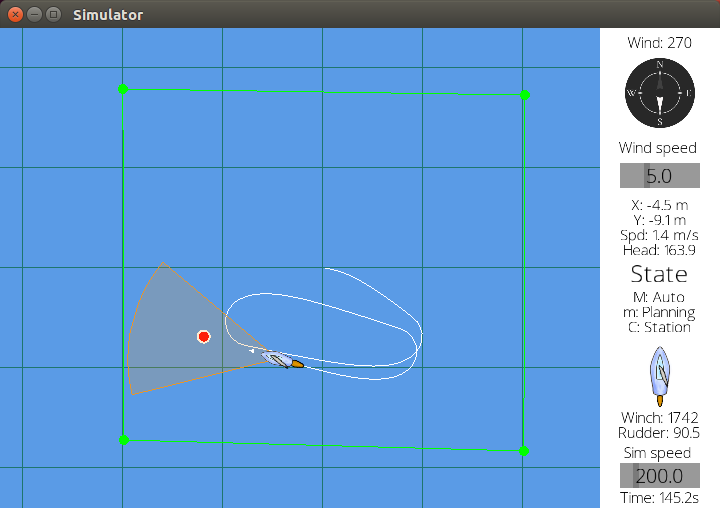 Simulator
Wind: 270
N
W E
S
Wind speed
5.0
X: -4.5 m
Y: -9.1 m
Spd: 1.4 m/s
Head: 163.9
State
M: Auto
m: Planning
C: Station
Winch: 1742
Rudder: 90.5
Sim speed
200.0
Time: 145.2s